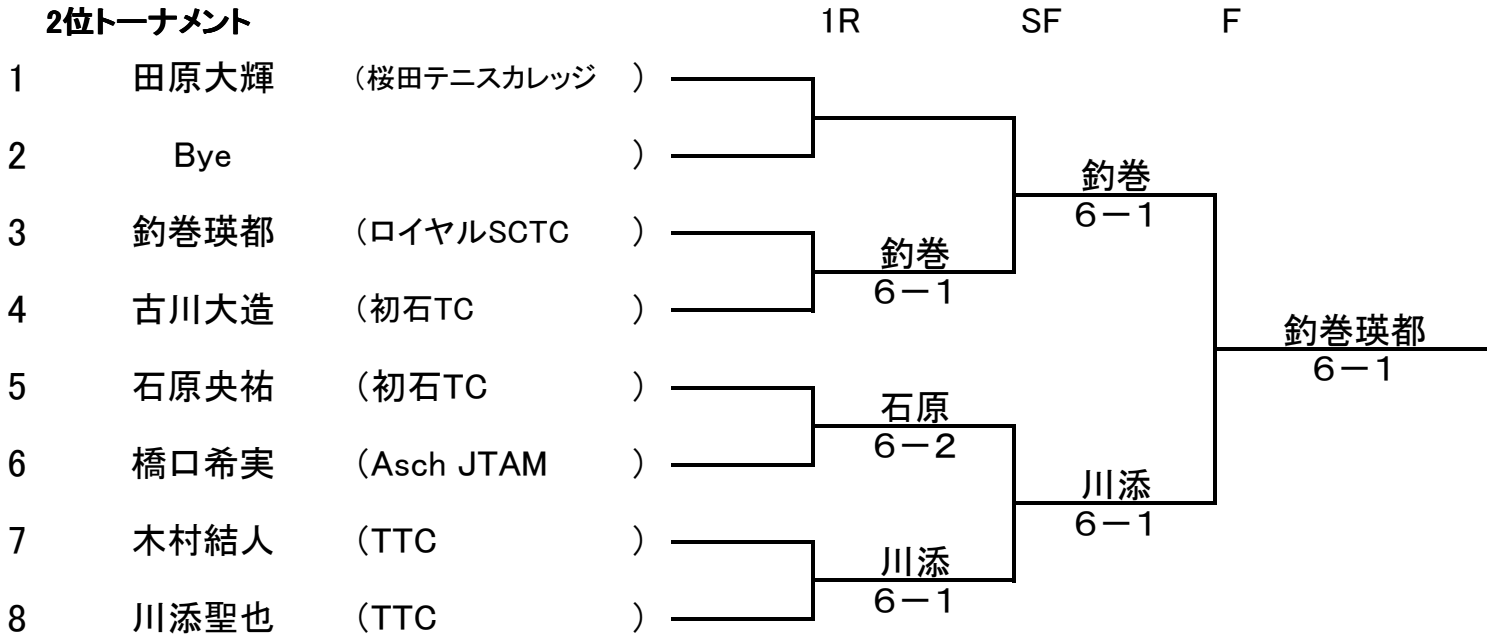 2位トーナメント 1R SF F
1 田原大輝 （桜田テニスカレッジ ）
2 Bye ）
釣巻
6－1
3 釣巻瑛都 （ロイヤルSCTC ）
釣巻
6－1
4 古川大造 （初石TC ）
釣巻瑛都
6－1
5 石原央祐 （初石TC ）
石原
6－2
6 橋口希実 （Asch JTAM ）
川添
6－1
7 木村結人 （TTC ）
川添
6－1
8 川添聖也 （TTC ）